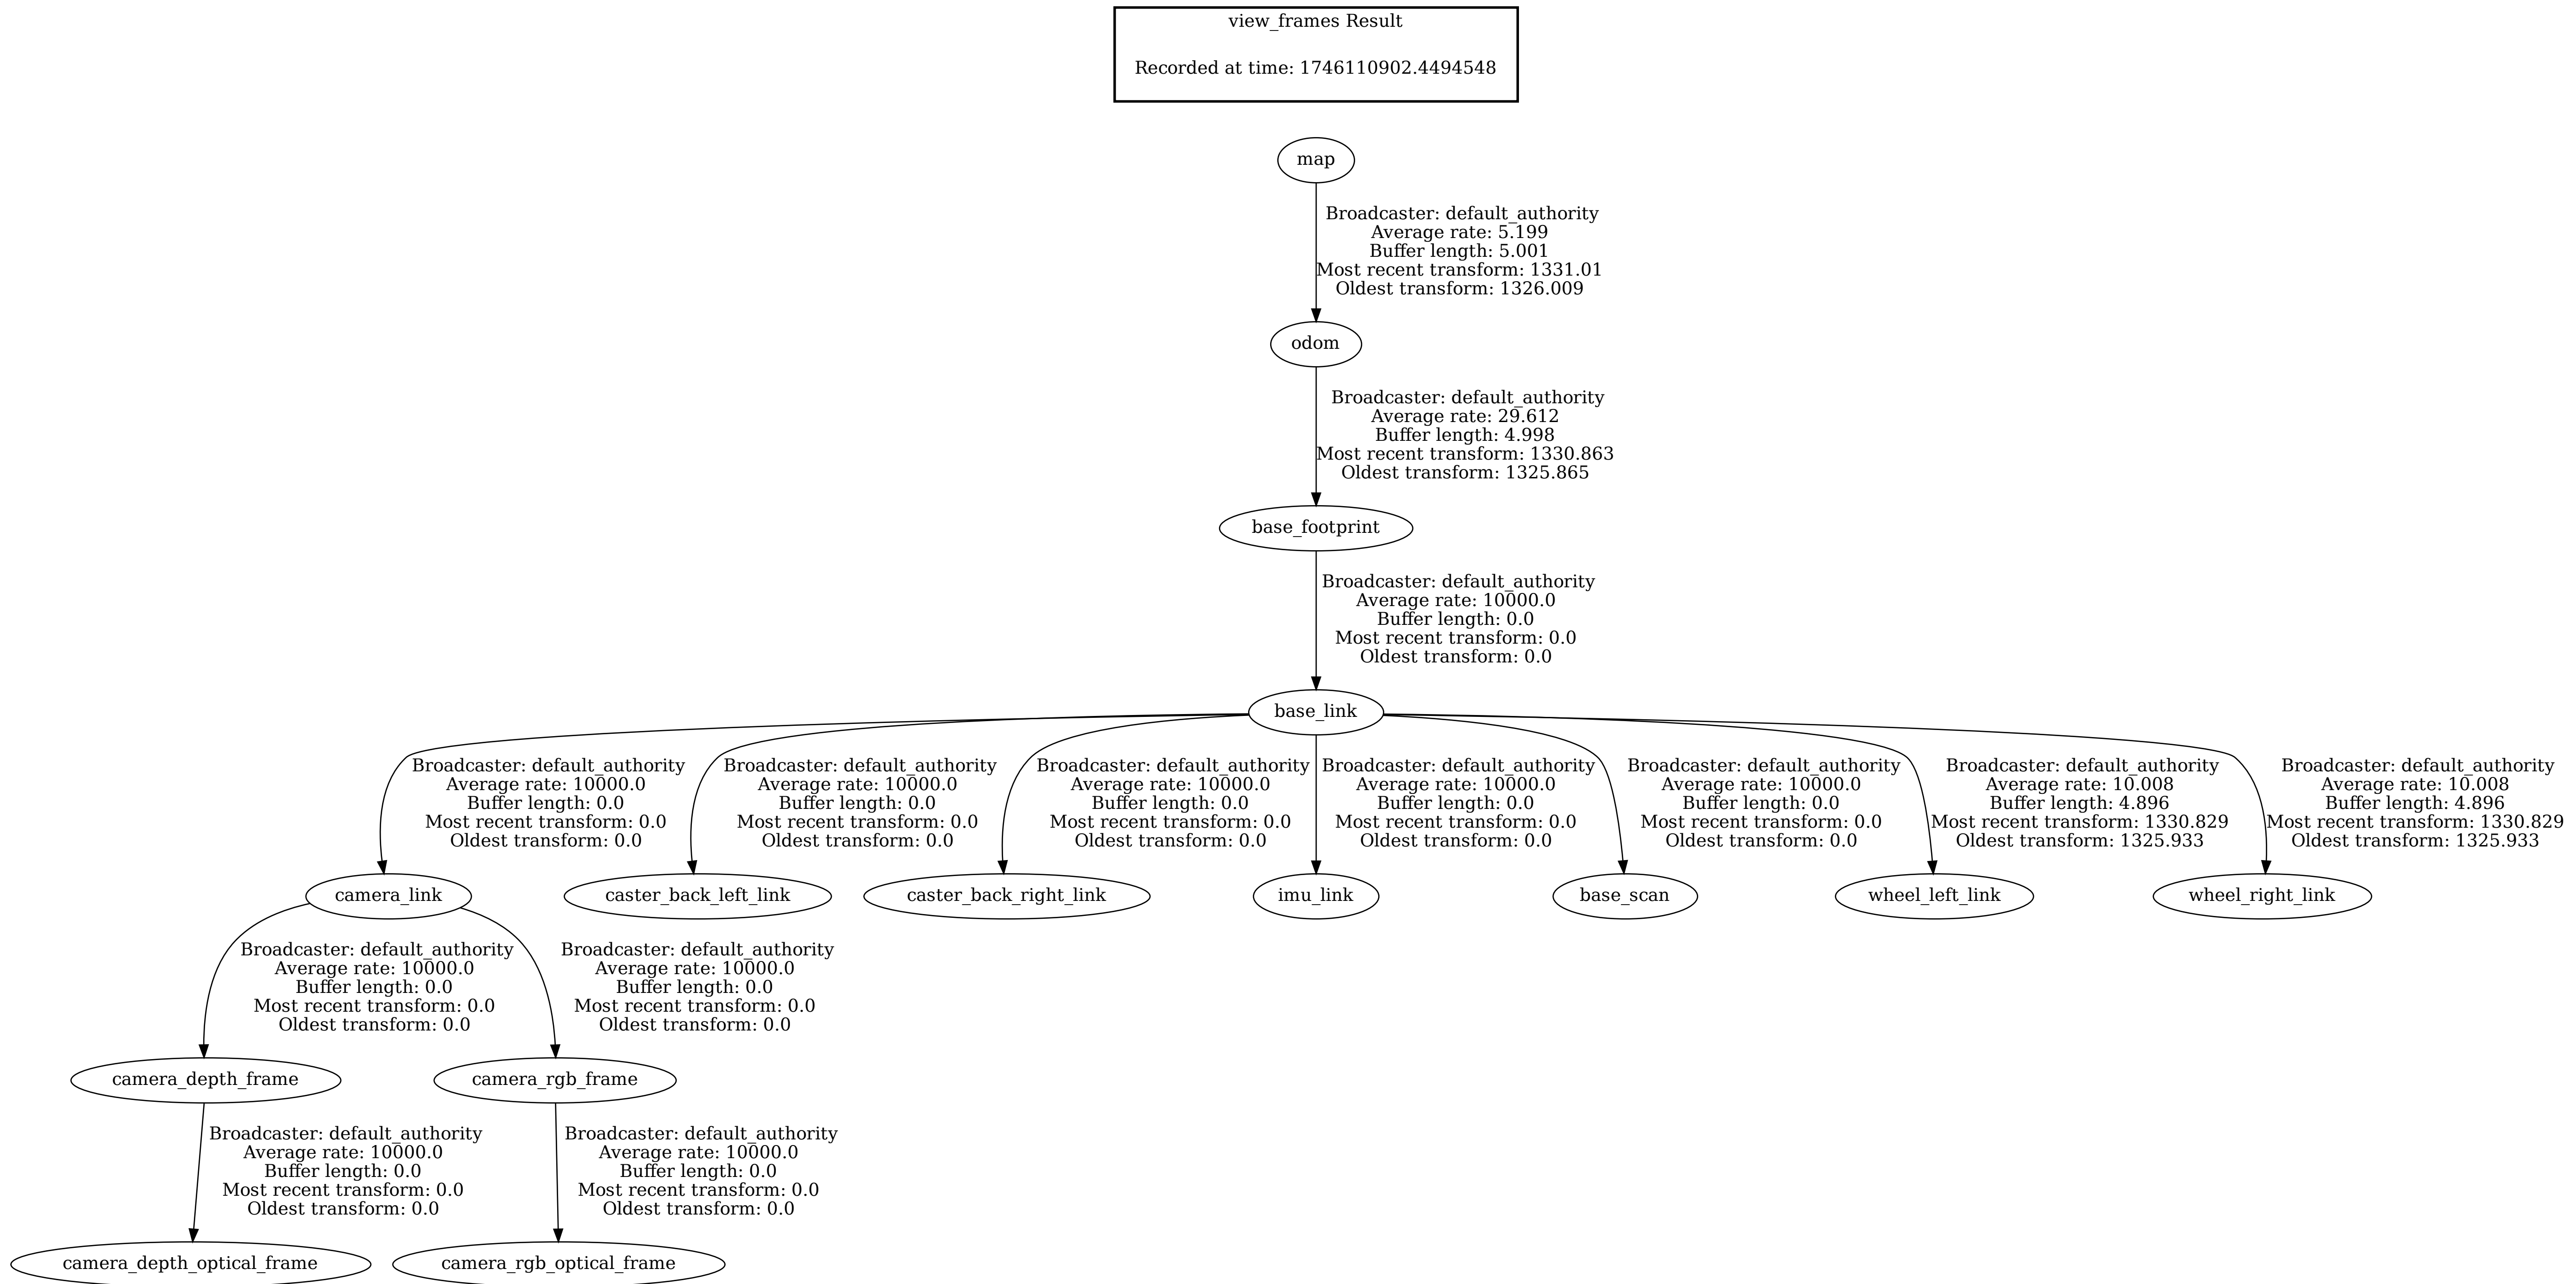 view_frames Result
Recorded at time: 1746110902.4494548
map
Broadcaster: default_authority
Average rate: 5.199
Buffer length: 5.001
Most recent transform: 1331.01
Oldest transform: 1326.009
odom
Broadcaster: default_authority
Average rate: 29.612
Buffer length: 4.998
Most recent transform: 1330.863
Oldest transform: 1325.865
base_footprint
Broadcaster: default_authority
Average rate: 10000.0
Buffer length: 0.0
Most recent transform: 0.0
Oldest transform: 0.0
base_link
Broadcaster: default_authority
Average rate: 10000.0
Buffer length: 0.0
Most recent transform: 0.0
Oldest transform: 0.0
Broadcaster: default_authority
Average rate: 10000.0
Buffer length: 0.0
Most recent transform: 0.0
Oldest transform: 0.0
Broadcaster: default_authority
Average rate: 10000.0
Buffer length: 0.0
Most recent transform: 0.0
Oldest transform: 0.0
Broadcaster: default_authority
Average rate: 10000.0
Buffer length: 0.0
Most recent transform: 0.0
Oldest transform: 0.0
Broadcaster: default_authority
Average rate: 10000.0
Buffer length: 0.0
Most recent transform: 0.0
Oldest transform: 0.0
Broadcaster: default_authority
Average rate: 10.008
Buffer length: 4.896
Most recent transform: 1330.829
Oldest transform: 1325.933
Broadcaster: default_authority
Average rate: 10.008
Buffer length: 4.896
Most recent transform: 1330.829
Oldest transform: 1325.933
camera_link
caster_back_left_link
caster_back_right_link
imu_link
base_scan
wheel_left_link
wheel_right_link
Broadcaster: default_authority
Average rate: 10000.0
Buffer length: 0.0
Most recent transform: 0.0
Oldest transform: 0.0
Broadcaster: default_authority
Average rate: 10000.0
Buffer length: 0.0
Most recent transform: 0.0
Oldest transform: 0.0
camera_depth_frame
camera_rgb_frame
Broadcaster: default_authority
Average rate: 10000.0
Buffer length: 0.0
Most recent transform: 0.0
Oldest transform: 0.0
Broadcaster: default_authority
Average rate: 10000.0
Buffer length: 0.0
Most recent transform: 0.0
Oldest transform: 0.0
camera_depth_optical_frame
camera_rgb_optical_frame